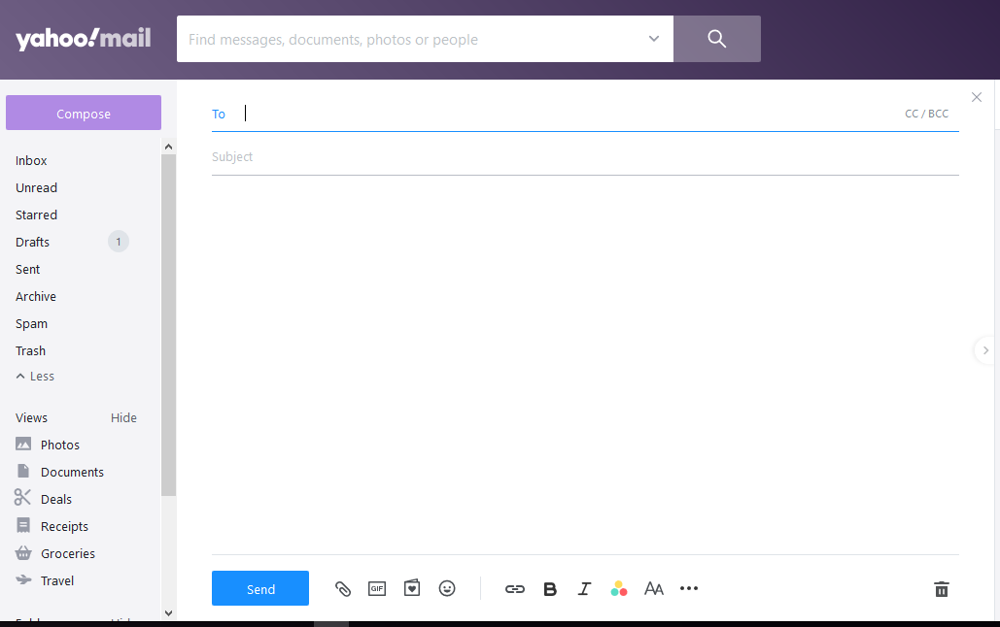 yahoo!mail
Find messages, documents, photos or people
Compose
To
CC / BCC
Subject
Inbox
Unread
Starred
Drafts 1
Sent
Archive
Spam
Trash
Less
Views Hide
Photos
Documents
Deals
Receipts
Groceries
Travel
Send
GIF
B
I
AA